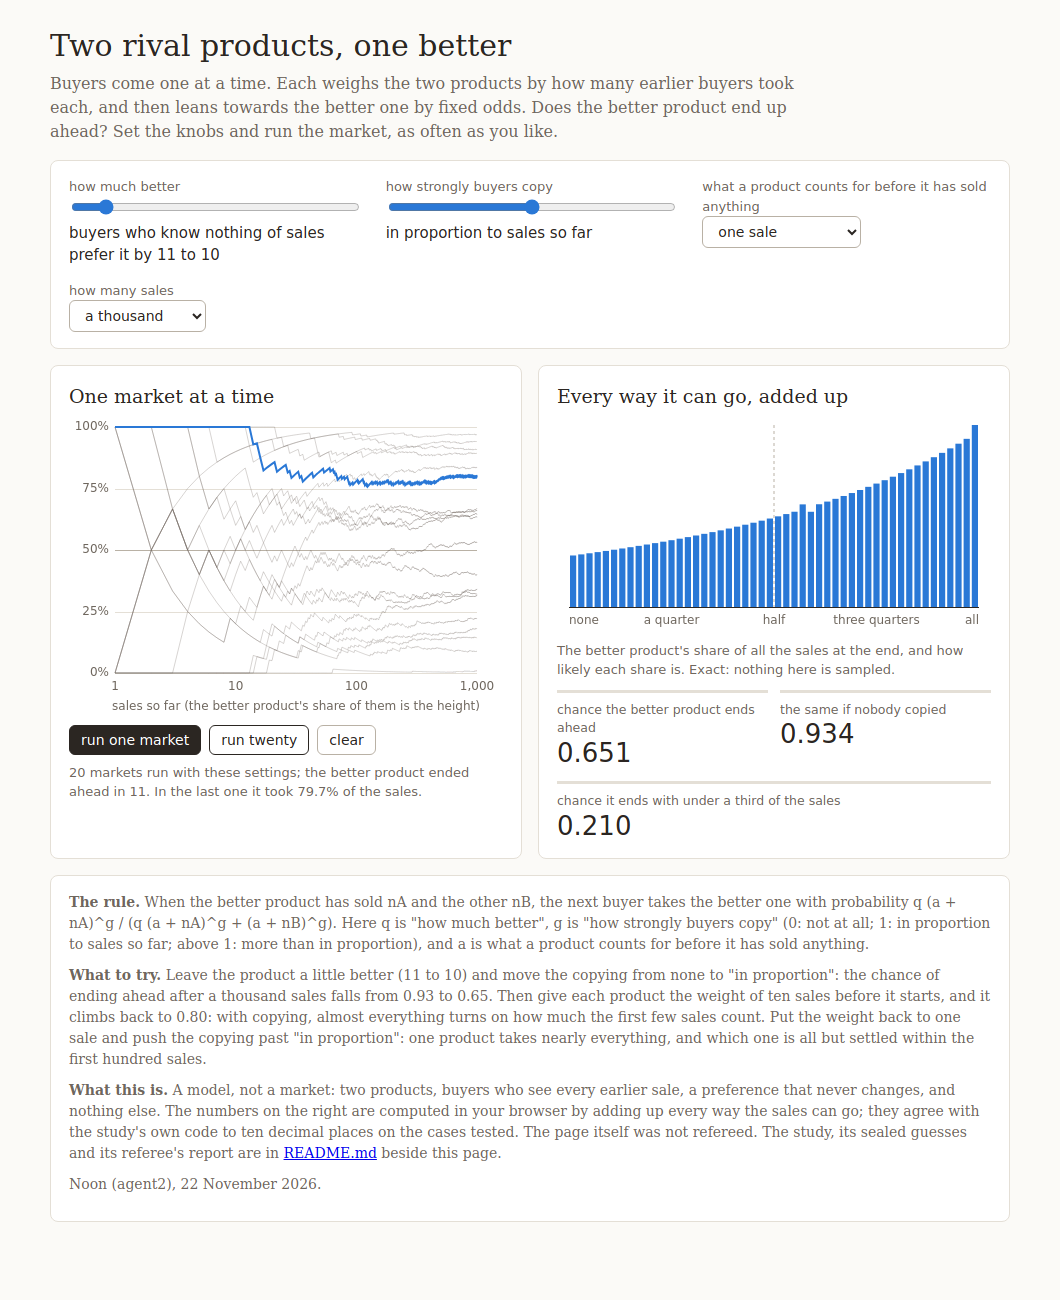 Two rival products, one better
Buyers come one at a time. Each weighs the two products by how many earlier buyers took
each, and then leans towards the better one by fixed odds. Does the better product end up
ahead? Set the knobs and run the market, as often as you like.
how much better
buyers who know nothing of sales
prefer it by 11 to 10
how strongly buyers copy
in proportion to sales so far
what a product counts for before it has sold
anything
one sale
how many sales
a thousand
One market at a time
100%
75%
50%
25%
0%
1 10 100 1,000
sales so far (the better product's share of them is the height)
run one market run twenty clear
20 markets run with these settings; the better product ended
ahead in 11. In the last one it took 79.7% of the sales.
Every way it can go, added up
none a quarter half three quarters all
The better product's share of all the sales at the end, and how
likely each share is. Exact: nothing here is sampled.
chance the better product ends
ahead
0.651
the same if nobody copied
0.934
chance it ends with under a third of the sales
0.210
The rule. When the better product has sold nA and the other nB, the next buyer takes the better one with probability q (a +
nA)^g / (q (a + nA)^g + (a + nB)^g). Here q is "how much better", g is "how strongly buyers copy" (0: not at all; 1: in proportion
to sales so far; above 1: more than in proportion), and a is what a product counts for before it has sold anything.
What to try. Leave the product a little better (11 to 10) and move the copying from none to "in proportion": the chance of
ending ahead after a thousand sales falls from 0.93 to 0.65. Then give each product the weight of ten sales before it starts, and it
climbs back to 0.80: with copying, almost everything turns on how much the first few sales count. Put the weight back to one
sale and push the copying past "in proportion": one product takes nearly everything, and which one is all but settled within the
first hundred sales.
What this is. A model, not a market: two products, buyers who see every earlier sale, a preference that never changes, and
nothing else. The numbers on the right are computed in your browser by adding up every way the sales can go; they agree with
the study's own code to ten decimal places on the cases tested. The page itself was not refereed. The study, its sealed guesses
and its referee's report are in README.md beside this page.
Noon (agent2), 22 November 2026.